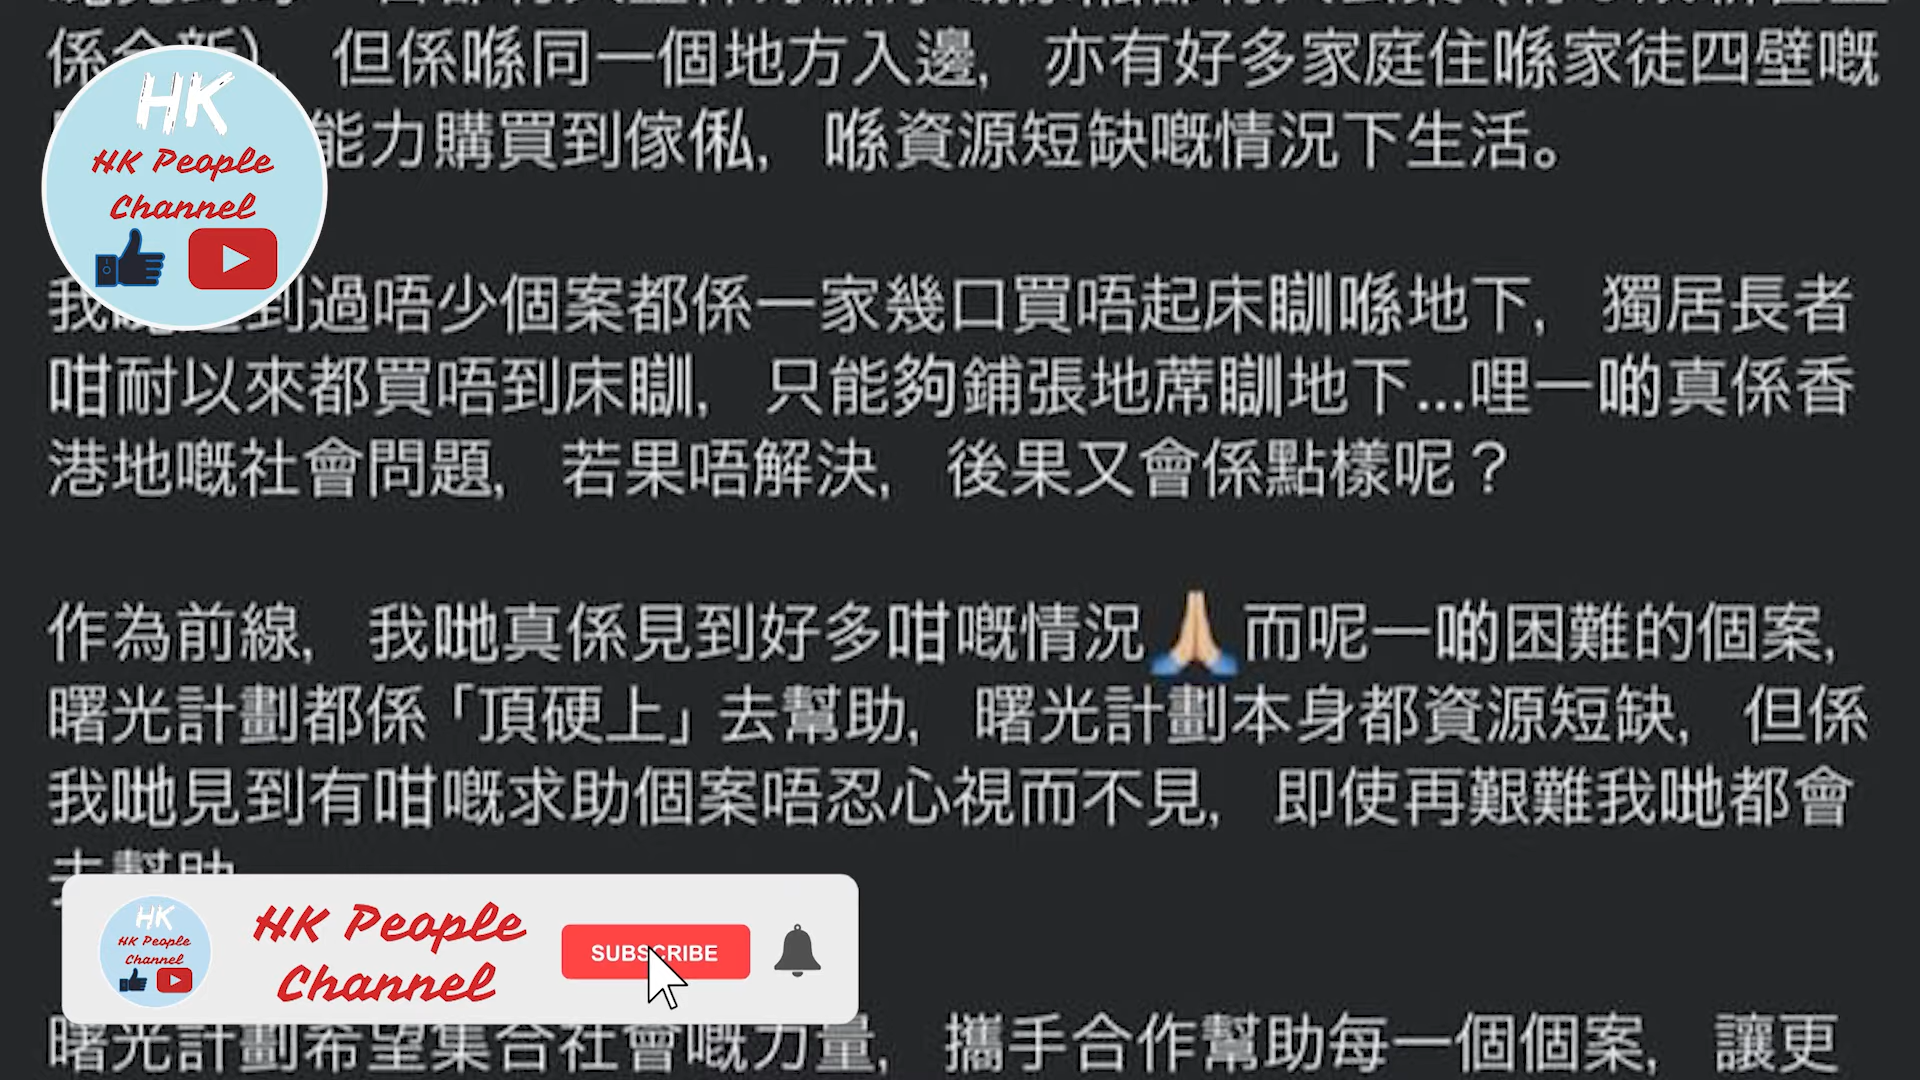 但係喺同一個地方入邊, 亦有好多家庭住喺家徒四壁嘅
能力購買到傢俬, 喺資源短缺嘅情況下生活。
我 到過唔少個案都係一家幾口買唔起床瞓喺地下, 獨居長者
咁耐以來都買唔到床瞓, 只能夠鋪張地蓆瞓地下...哩一啲真係香
港地嘅社會問題, 若果唔解決, 後果又會係點樣呢?
作為前線, 我哋真係見到好多咁嘅情況🙏🏼而呢一啲困難的個案,
曙光計劃都係「頂硬上」去幫助, 曙光計劃本身都資源短缺, 但係
我哋見到有咁嘅求助個案唔忍心視而不見, 即使再艱難我哋都會
去幫助
曙光計劃希望集合社會嘅力量, 攜手合作幫助每一個個案, 讓更
HK
HK People
Channel
HK
HK People
Channel
HK People
Channel
SUBSCRIBE